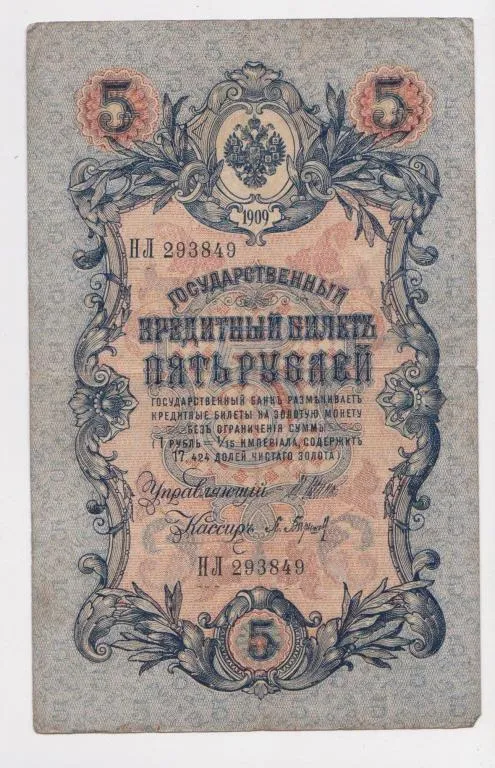 5 5
1909
НЛ 293849
ГОСУДАРСТВЕННЫЙ
КРЕДИТНЫЙ БИЛЕТЪ
ПЯТЬ РУБЛЕЙ
ГОСУДАРСТВЕННЫЙ БАНКЪ РАЗМѢНИВАЕТЪ
КРЕДИТНЫЕ БИЛЕТЫ НА ЗОЛОТУЮ МОНЕТУ
БЕЗЪ ОГРАНИЧЕНІЯ СУММЫ
(1 РУБЛЬ = 1/15 ИМПЕРІАЛА, СОДЕРЖИТЪ
17,424 ДОЛЕЙ ЧИСТАГО ЗОЛОТА).
Управляющій
Кассиръ
НЛ 293849
5